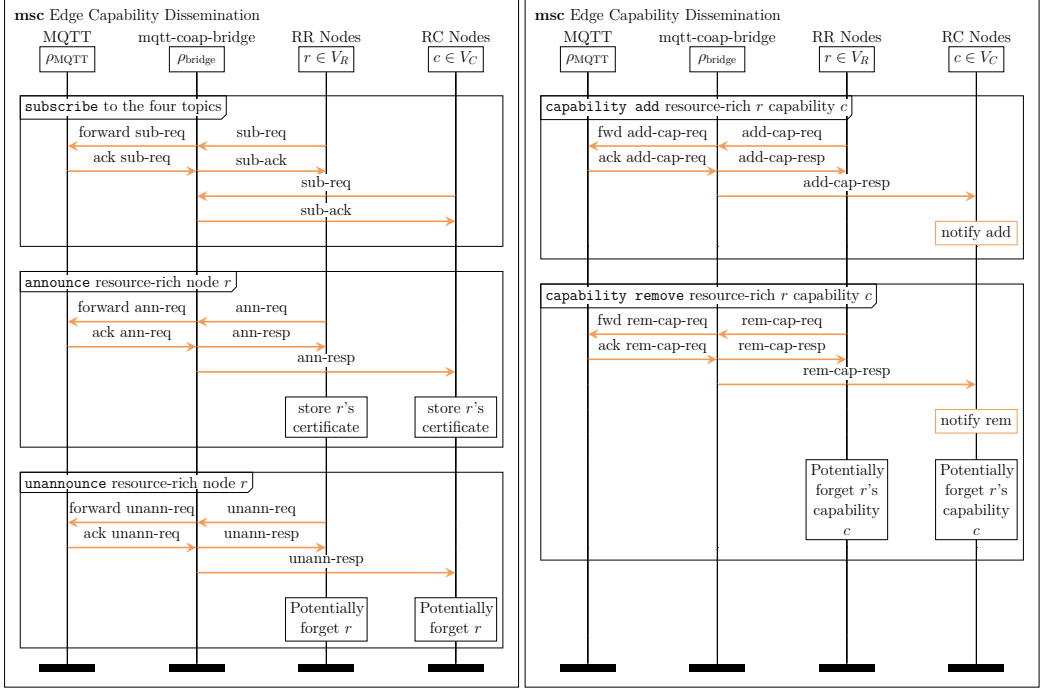 msc Edge Capability Dissemination
MQTT mqtt-coap-bridge RR Nodes RC Nodes
ρMQTT ρbridge r ∈ VR c ∈ VC
subscribe to the four topics
forward sub-req sub-req
ack sub-req sub-ack
sub-req
sub-ack
announce resource-rich node r
forward ann-req ann-req
ack ann-req ann-resp
ann-resp
store r's
certificate
store r's
certificate
unannounce resource-rich node r
forward unann-req unann-req
ack unann-req unann-resp
unann-resp
Potentially
forget r
Potentially
forget r
msc Edge Capability Dissemination
MQTT mqtt-coap-bridge RR Nodes RC Nodes
ρMQTT ρbridge r ∈ VR c ∈ VC
capability add resource-rich r capability c
fwd add-cap-req add-cap-req
ack add-cap-req add-cap-resp
add-cap-resp
notify add
capability remove resource-rich r capability c
fwd rem-cap-req rem-cap-req
ack rem-cap-req rem-cap-resp
rem-cap-resp
notify rem
Potentially
forget r's
capability
c
Potentially
forget r's
capability
c